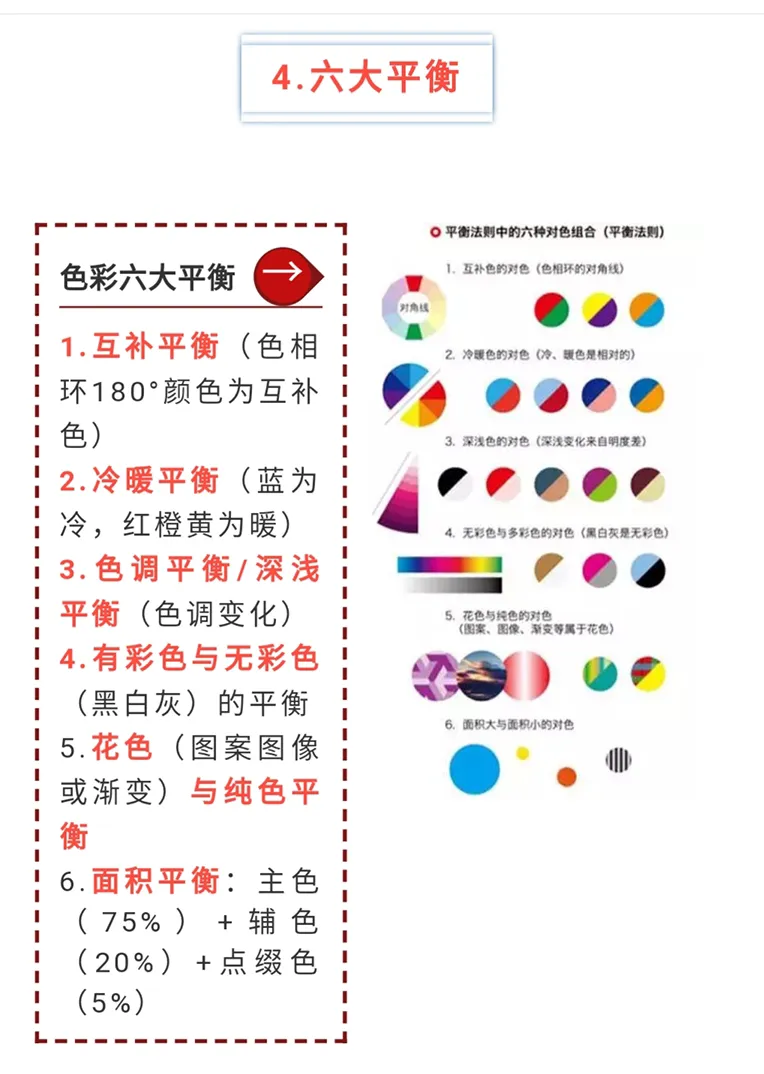 4.六大平衡
色彩六大平衡
1.互补平衡（色相
环180°颜色为互补
色）
2.冷暖平衡（蓝为
冷，红橙黄为暖）
3.色调平衡/深浅
平衡（色调变化）
4.有彩色与无彩色
（黑白灰）的平衡
5.花色（图案图像
或渐变）与纯色平
衡
6.面积平衡：主色
（75%）+辅色
（20%）+点缀色
（5%）
平衡法则中的六种对色组合（平衡法则）
1. 互补色的对色（色相环的对角线）
对角线
2. 冷暖色的对色（冷、暖色是相对的）
3. 深浅色的对色（深浅变化来自明度差）
4. 无彩色与多彩色的对色（黑白灰是无彩色）
5. 花色与纯色的对色
（图案、图像、渐变等属于花色）
6. 面积大与面积小的对色